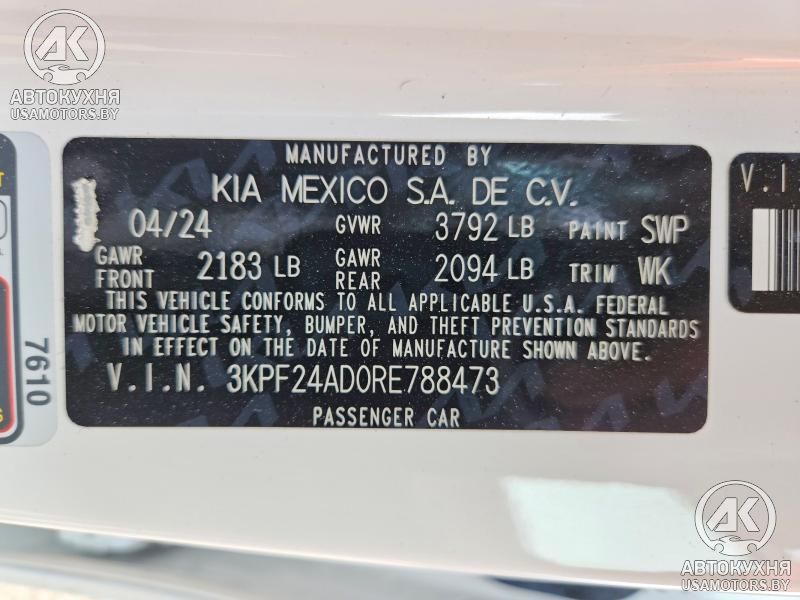 AK
АВТОКУХНЯ
USAMOTORS.BY
MANUFACTURED BY
KIA MEXICO S.A. DE C.V.
04/24 GVWR 3792 LB PAINT SWP
GAWR FRONT 2183 LB GAWR REAR 2094 LB TRIM WK
THIS VEHICLE CONFORMS TO ALL APPLICABLE U.S.A. FEDERAL
MOTOR VEHICLE SAFETY, BUMPER, AND THEFT PREVENTION STANDARDS
IN EFFECT ON THE DATE OF MANUFACTURE SHOWN ABOVE.
V.I.N. 3KPF24AD0RE788473
PASSENGER CAR
7610
V.I.
AK
АВТОКУХНЯ
USAMOTORS.BY